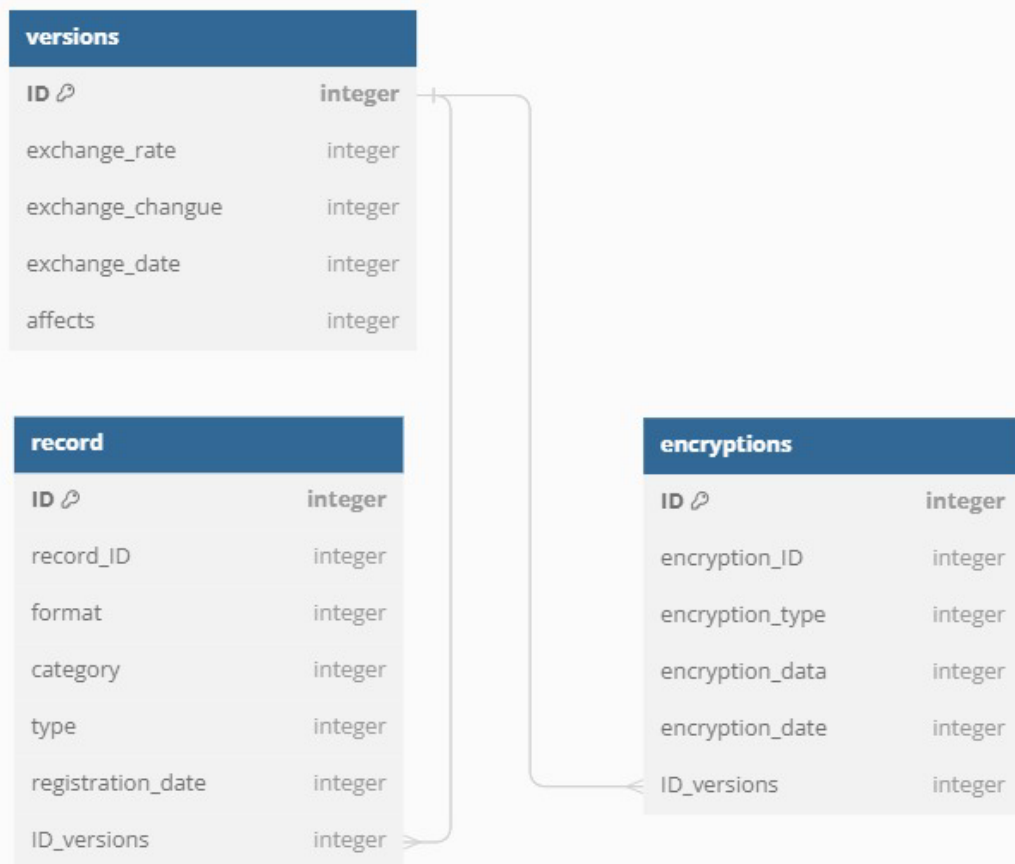 versions
ID integer
exchange_rate integer
exchange_changue integer
exchange_date integer
affects integer
record
ID integer
record_ID integer
format integer
category integer
type integer
registration_date integer
ID_versions integer
encryptions
ID integer
encryption_ID integer
encryption_type integer
encryption_data integer
encryption_date integer
ID_versions integer